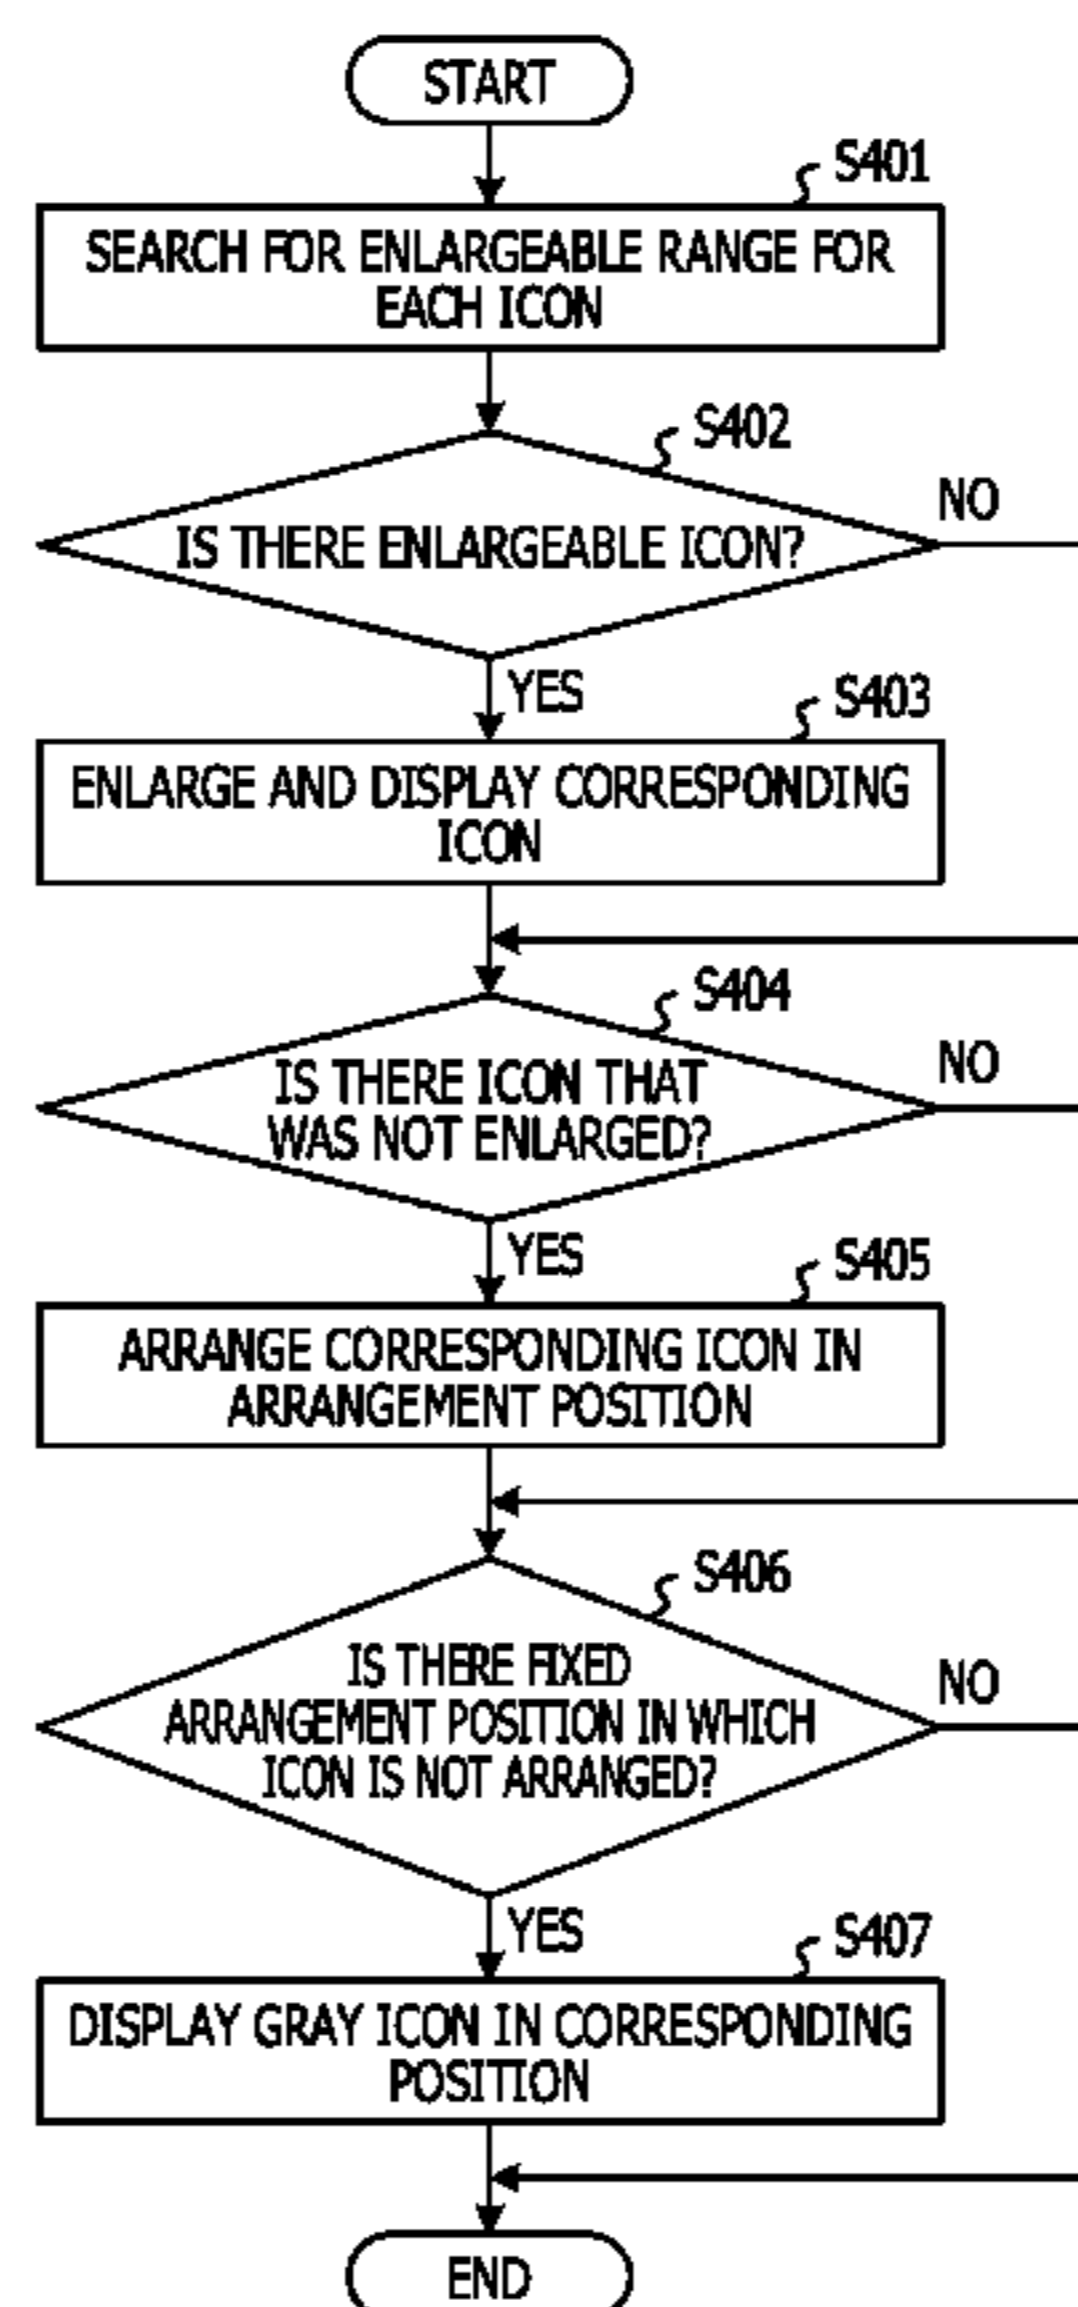 START
S401
SEARCH FOR ENLARGEABLE RANGE FOR
EACH ICON
S402
IS THERE ENLARGEABLE ICON?
NO
YES
S403
ENLARGE AND DISPLAY CORRESPONDING
ICON
S404
IS THERE ICON THAT
WAS NOT ENLARGED?
NO
YES
S405
ARRANGE CORRESPONDING ICON IN
ARRANGEMENT POSITION
S406
IS THERE FIXED
ARRANGEMENT POSITION IN WHICH
ICON IS NOT ARRANGED?
NO
YES
S407
DISPLAY GRAY ICON IN CORRESPONDING
POSITION
END